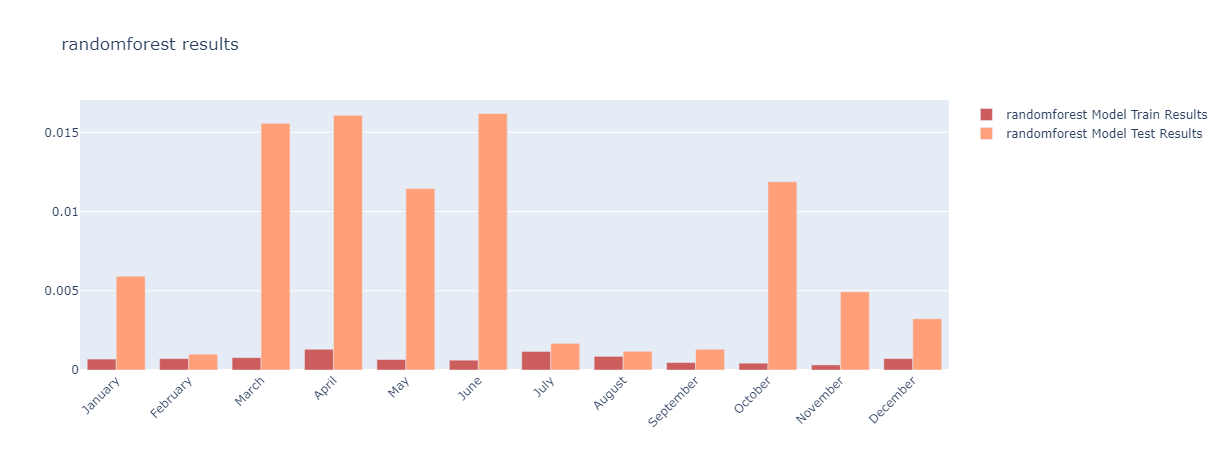 randomforest results
randomforest Model Train Results
randomforest Model Test Results
0.015
0.01
0.005
0
January
February
March
April
May
June
July
August
September
October
November
December